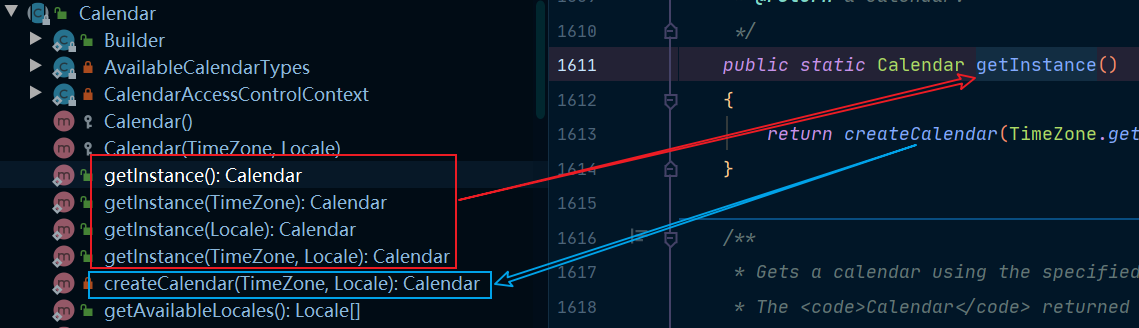 Calendar
Builder
AvailableCalendarTypes
CalendarAccessControlContext
Calendar()
Calendar(TimeZone, Locale)
getInstance(): Calendar
getInstance(TimeZone): Calendar
getInstance(Locale): Calendar
getInstance(TimeZone, Locale): Calendar
createCalendar(TimeZone, Locale): Calendar
getAvailableLocales(): Locale[]
1610 */
1611 public static Calendar getInstance()
1612 {
1613 return createCalendar(TimeZone.get
1614 }
1615
1616 /**
1617 * Gets a calendar using the specified
1618 * The <code>Calendar</code> returned